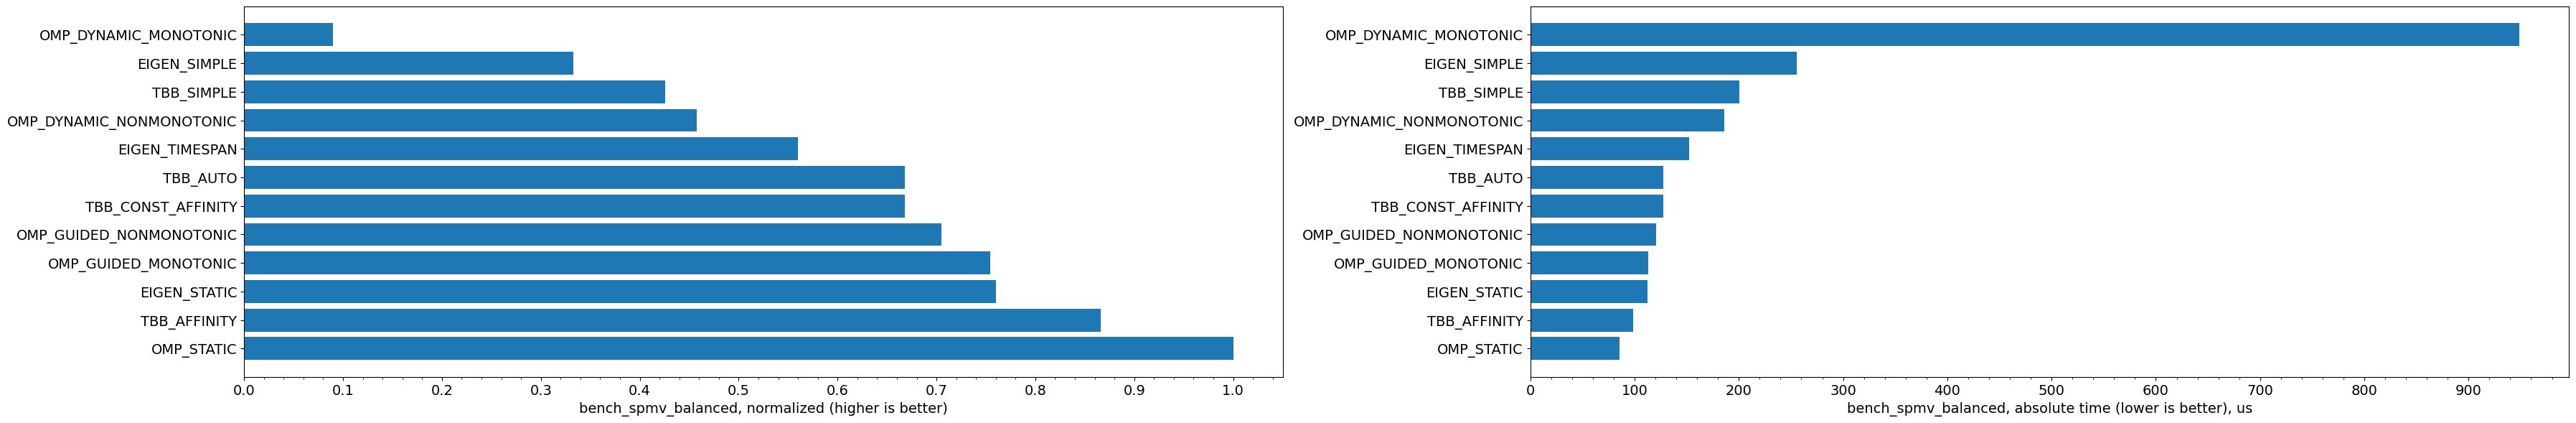 OMP_DYNAMIC_MONOTONIC
EIGEN_SIMPLE
TBB_SIMPLE
OMP_DYNAMIC_NONMONOTONIC
EIGEN_TIMESPAN
TBB_AUTO
TBB_CONST_AFFINITY
OMP_GUIDED_NONMONOTONIC
OMP_GUIDED_MONOTONIC
EIGEN_STATIC
TBB_AFFINITY
OMP_STATIC
0.0 0.1 0.2 0.3 0.4 0.5 0.6 0.7 0.8 0.9 1.0
bench_spmv_balanced, normalized (higher is better)
OMP_DYNAMIC_MONOTONIC
EIGEN_SIMPLE
TBB_SIMPLE
OMP_DYNAMIC_NONMONOTONIC
EIGEN_TIMESPAN
TBB_AUTO
TBB_CONST_AFFINITY
OMP_GUIDED_NONMONOTONIC
OMP_GUIDED_MONOTONIC
EIGEN_STATIC
TBB_AFFINITY
OMP_STATIC
0 100 200 300 400 500 600 700 800 900
bench_spmv_balanced, absolute time (lower is better), us